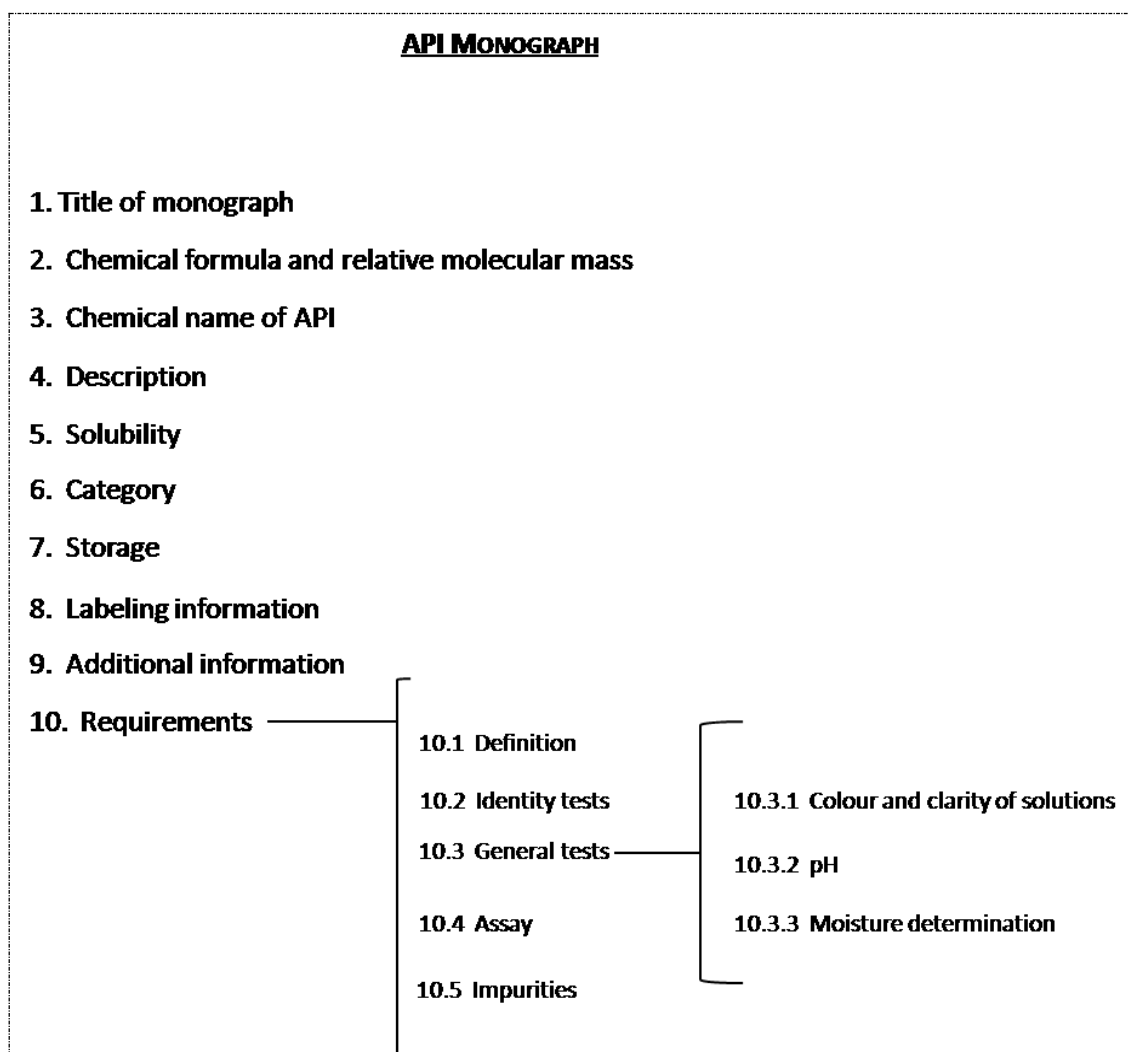 API MONOGRAPH
1. Title of monograph
2. Chemical formula and relative molecular mass
3. Chemical name of API
4. Description
5. Solubility
6. Category
7. Storage
8. Labeling information
9. Additional information
10. Requirements
10.1 Definition
10.2 Identity tests
10.3 General tests
10.3.1 Colour and clarity of solutions
10.3.2 pH
10.3.3 Moisture determination
10.4 Assay
10.5 Impurities